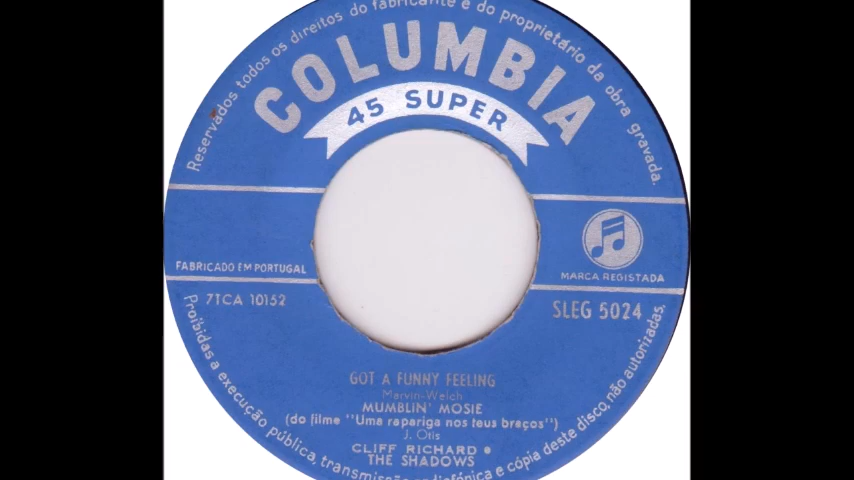 Reservados todos os direitos do fabricante e do proprietário da obra gravada.
COLUMBIA
45 SUPER
FABRICADO EM PORTUGAL
MARCA REGISTADA
7TCA 10152
SLEG 5024
GOT A FUNNY FEELING
Marvin-Welch
MUMBLIN' MOSIE
(do filme "Uma rapariga nos teus braços")
J. Otis
CLIFF RICHARD •
THE SHADOWS
Proibidas a execução pública, transmissão radiofónica e cópia deste disco, não autorizadas.